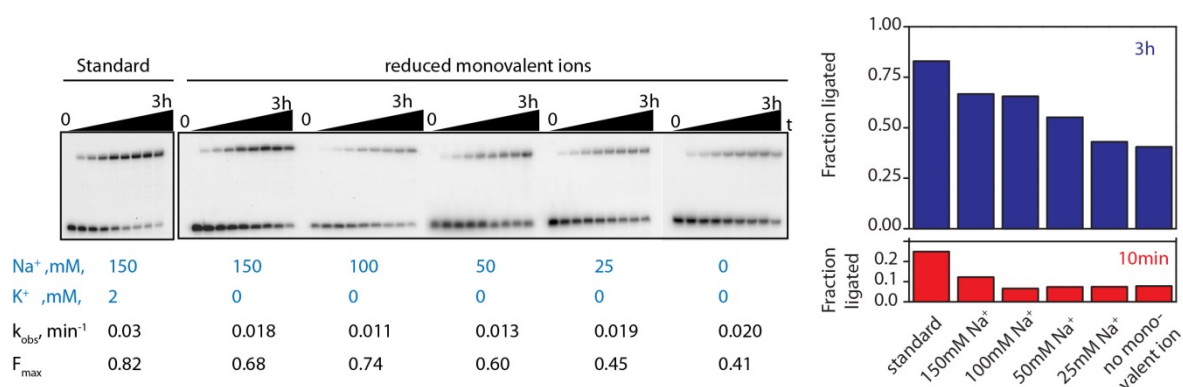 Standard
reduced monovalent ions
0 3h 0 3h 0 3h 0 3h 0 3h 0 3h t
Na⁺ ,mM, 150 150 100 50 25 0
K⁺ ,mM, 2 0 0 0 0 0
kobs, min⁻¹ 0.03 0.018 0.011 0.013 0.019 0.020
Fmax 0.82 0.68 0.74 0.60 0.45 0.41
Fraction ligated
1.00
0.75
0.50
0.25
0.00
3h
Fraction
ligated
0.2
0.1
0.0
10min
standard
150mM Na⁺
100mM Na⁺
50mM Na⁺
25mM Na⁺
no mono-
valent ion